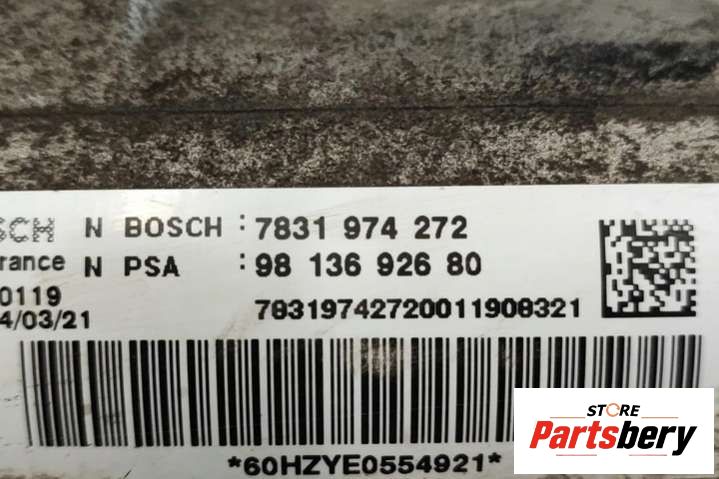 SCH N BOSCH : 7831 974 272
rance N PSA : 98 136 926 80
0119
4/03/21
78319742720011908321
*60HZYE0554921*
STORE
Partsbery